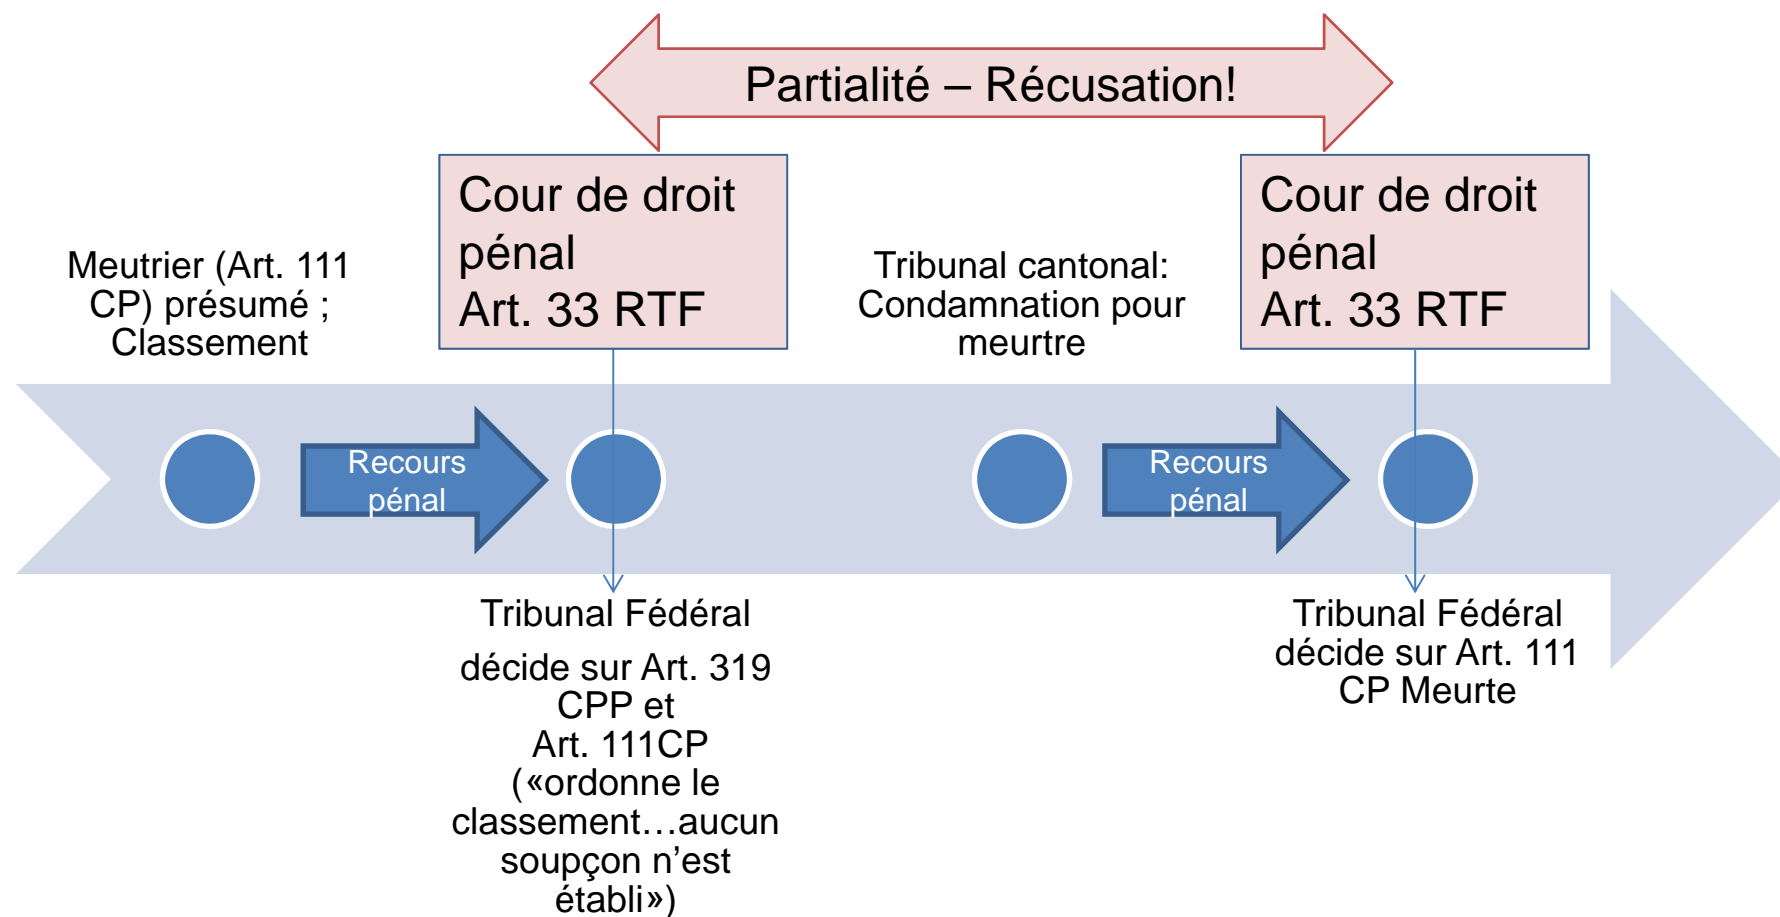 Partialité – Récusation!
Meutrier (Art. 111
CP) présumé ;
Classement
Cour de droit
pénal
Art. 33 RTF
Tribunal cantonal:
Condamnation pour
meurtre
Cour de droit
pénal
Art. 33 RTF
Recours
pénal
Recours
pénal
Tribunal Fédéral
décide sur Art. 319
CPP et
Art. 111CP
(«ordonne le
classement…aucun
soupçon n’est
établi»)
Tribunal Fédéral
décide sur Art. 111
CP Meurte